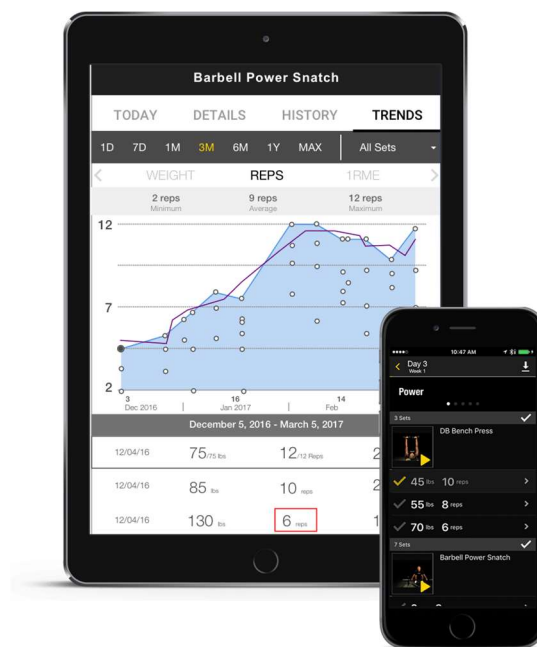 Barbell Power Snatch
TODAY DETAILS HISTORY TRENDS
1D 7D 1M 3M 6M 1Y MAX All Sets
WEIGHT REPS 1RME
2 reps 9 reps 12 reps
Minimum Average Maximum
12
7
2
3 16 14
Dec 2016 Jan 2017 Feb
December 5, 2016 - March 5, 2017
12/04/16 75/75 lbs 12/12 Reps 2
12/04/16 85 lbs 10 reps 2
12/04/16 130 lbs 6 reps 1
10:47 AM
Day 3
Week 1
Power
3 Sets
DB Bench Press
45 lbs 10 reps
55 lbs 8 reps
70 lbs 6 reps
7 Sets
Barbell Power Snatch